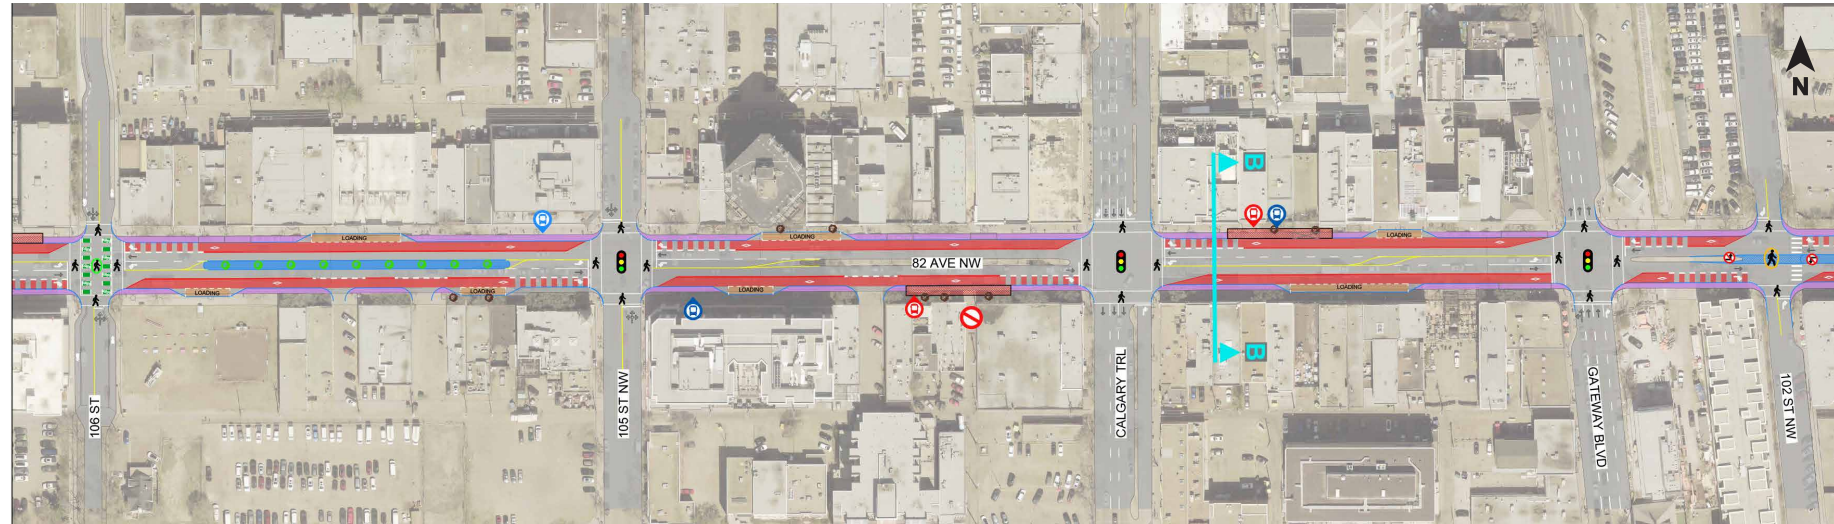 N
B
LOADING
LOADING
LOADING
82 AVE NW
LOADING
LOADING
LOADING
LOADING
B
106 ST
105 ST NW
CALGARY TRL
GATEWAY BLVD
102 ST NW